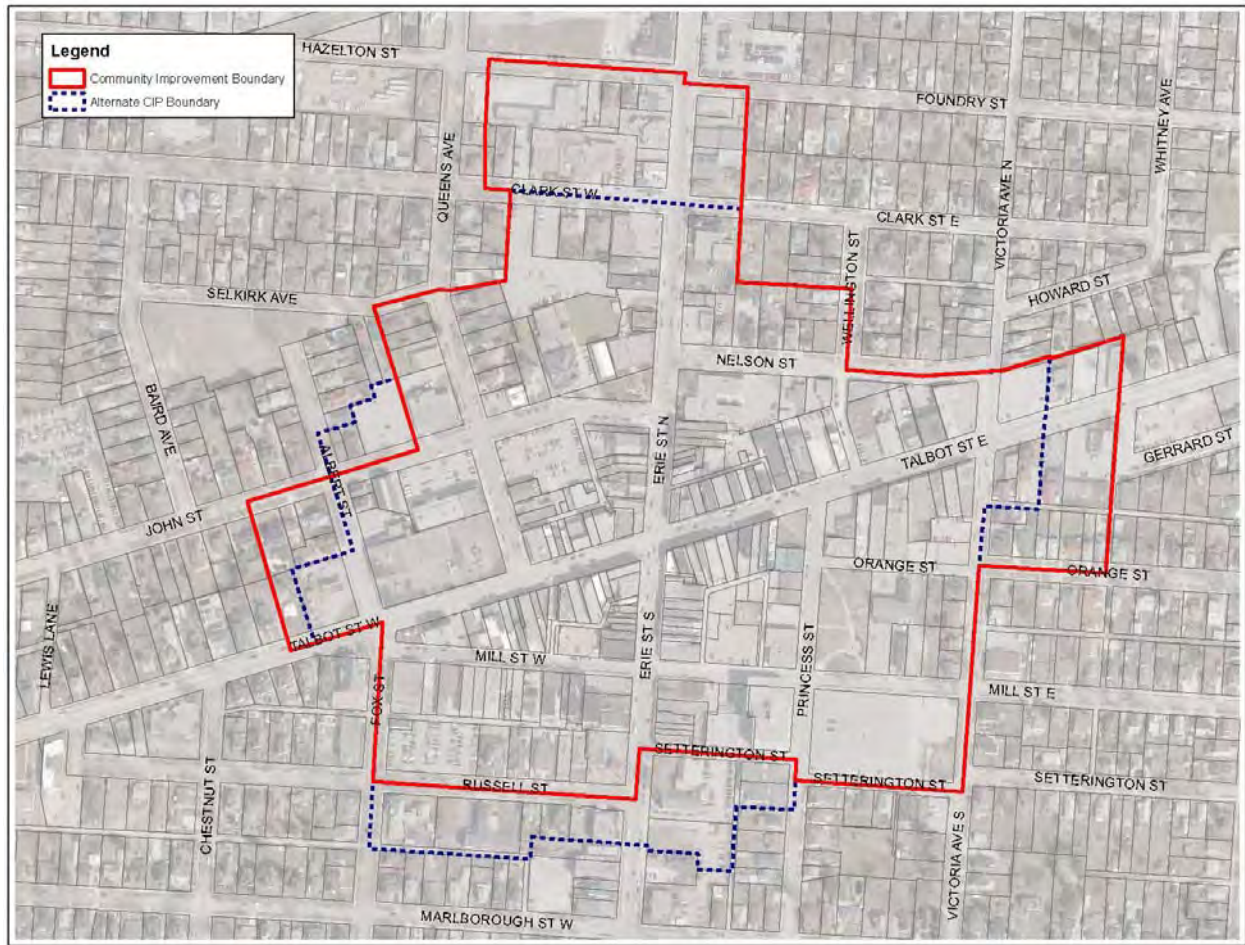 Legend
Community Improvement Boundary
Alternate CIP Boundary
HAZELTON ST
FOUNDRY ST
WHITNEY AVE
QUEENS AVE
CLARK ST W
CLARK ST E
VICTORIA AVE N
WELLINGTON ST
HOWARD ST
SELKIRK AVE
NELSON ST
BAIRD AVE
ERIE ST N
TALBOT ST E
GERRARD ST
ALBERT ST
JOHN ST
ORANGE ST
ORANGE ST
LEWIS LANE
TALBOT ST W
MILL ST W
ERIE ST S
PRINCESS ST
MILL ST E
FOX ST
SETTERINGTON ST
SETTERINGTON ST
SETTERINGTON ST
RUSSELL ST
CHESTNUT ST
VICTORIA AVE S
MARLBOROUGH ST W